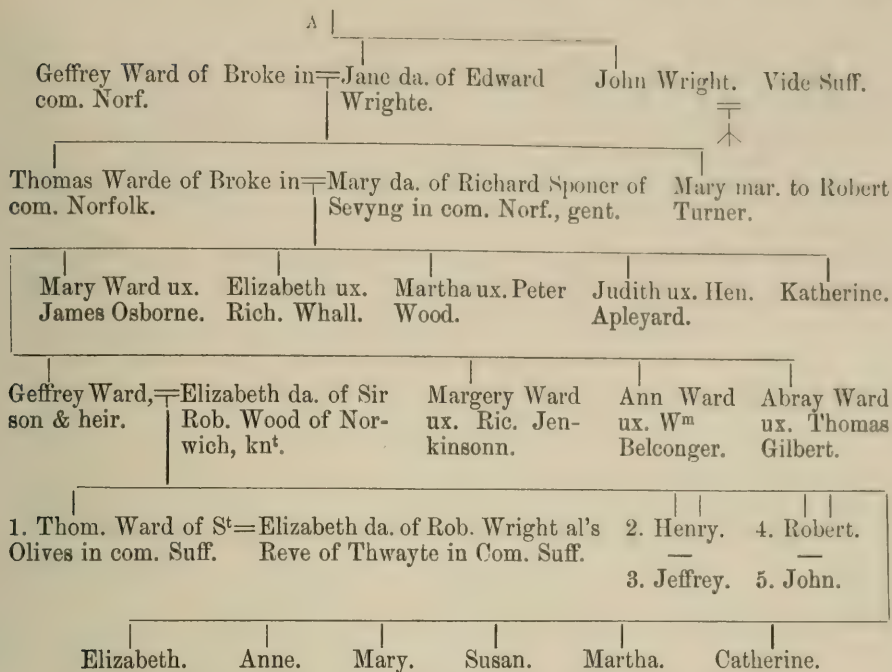 A
Geffrey Ward of Broke in=Jane da. of Edward John Wright. Vide Suff.
com. Norf. Wrighte.
Thomas Warde of Broke in=Mary da. of Richard Sponer of Mary mar. to Robert
com. Norfolk. Sevyng in com. Norf., gent. Turner.
Mary Ward ux. Elizabeth ux. Martha ux. Peter Judith ux. Hen. Katherine.
James Osborne. Rich. Whall. Wood. Apleyard.
Geffrey Ward,=Elizabeth da. of Sir Margery Ward Ann Ward Abray Ward
son & heir. Rob. Wood of Nor- ux. Ric. Jen- ux. Wᵐ ux. Thomas
wich, knᵗ. kinsonn. Belconger. Gilbert.
1. Thom. Ward of Sᵗ=Elizabeth da. of Rob. Wright al's 2. Henry. 4. Robert.
Olives in com. Suff. Reve of Thwayte in Com. Suff.
3. Jeffrey. 5. John.
Elizabeth. Anne. Mary. Susan. Martha. Catherine.